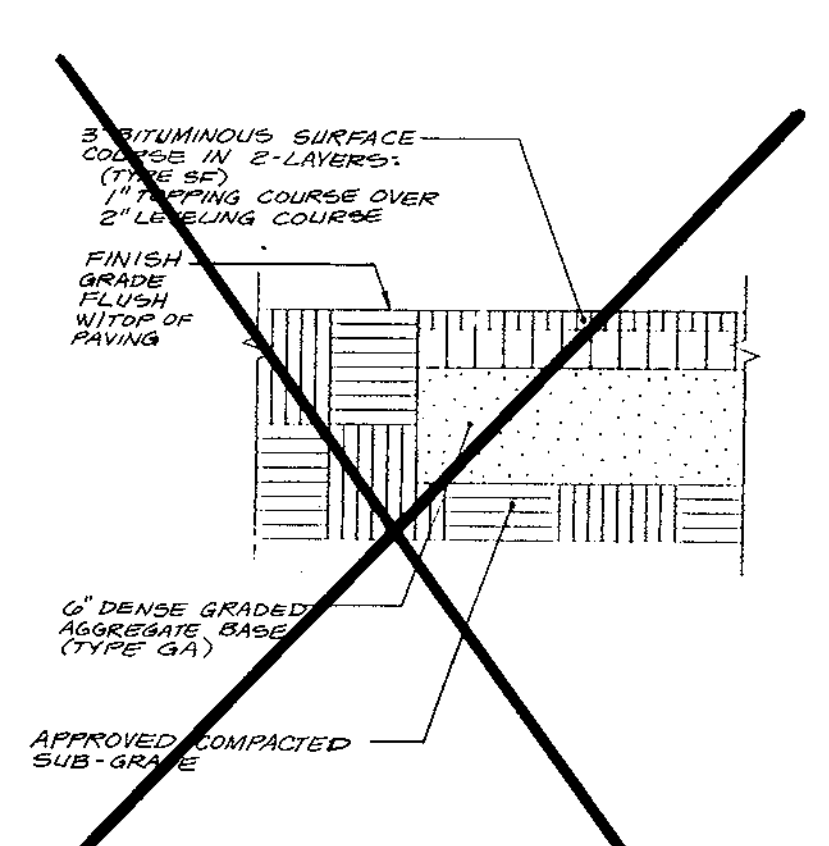 3" BITUMINOUS SURFACE
COURSE IN 2-LAYERS:
(TYPE SF)
1" TOPPING COURSE OVER
2" LEVELING COURSE
FINISH
GRADE
FLUSH
W/TOP OF
PAVING
6" DENSE GRADED
AGGREGATE BASE
(TYPE GA)
APPROVED COMPACTED
SUB-GRADE